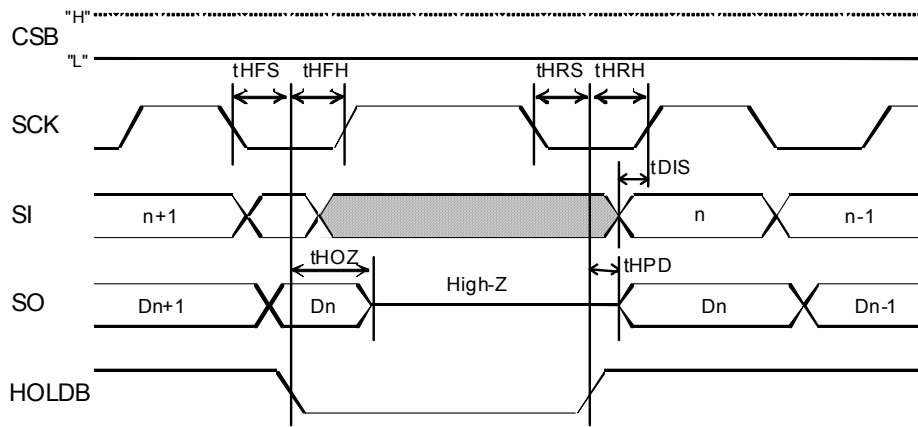 "H"
CSB
"L"
tHFS tHFH tHRS tHRH
SCK
tDIS
SI n+1 n n-1
tHOZ tHPD
High-Z
SO Dn+1 Dn Dn Dn-1
HOLDB